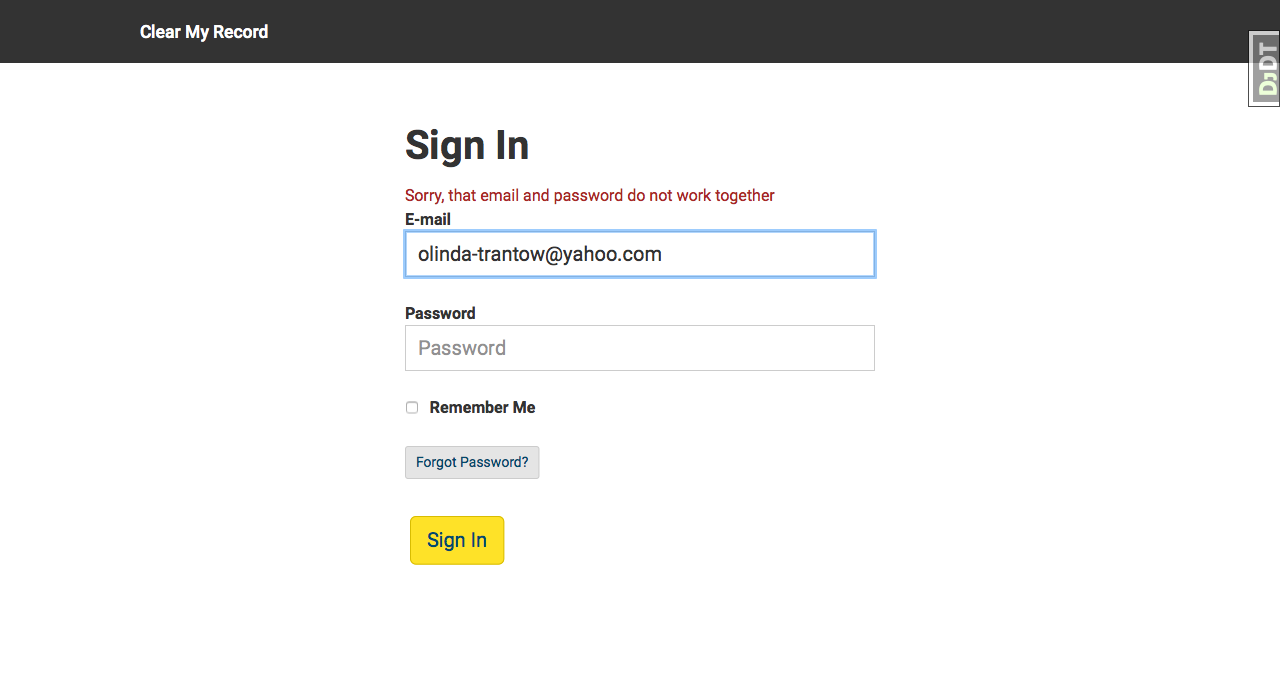 Clear My Record
DJDT
Sign In
Sorry, that email and password do not work together
E-mail
olinda-trantow@yahoo.com
Password
Password
Remember Me
Forgot Password?
Sign In